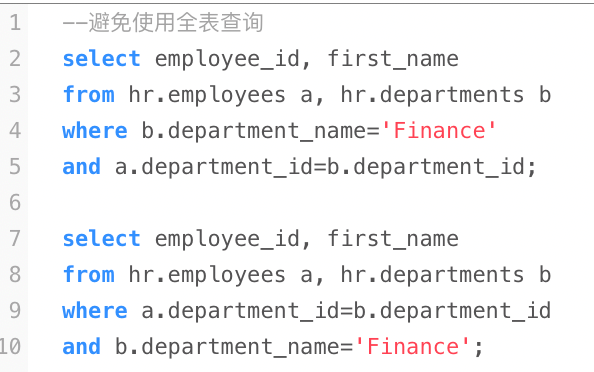 1 --避免使用全表查询
2 select employee_id, first_name
3 from hr.employees a, hr.departments b
4 where b.department_name='Finance'
5 and a.department_id=b.department_id;
6
7 select employee_id, first_name
8 from hr.employees a, hr.departments b
9 where a.department_id=b.department_id
10 and b.department_name='Finance';